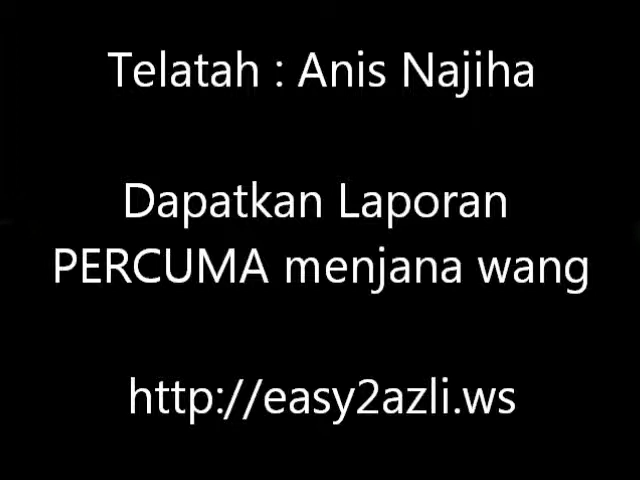 Telatah : Anis Najiha
Dapatkan Laporan
PERCUMA menjana wang
http://easy2azli.ws